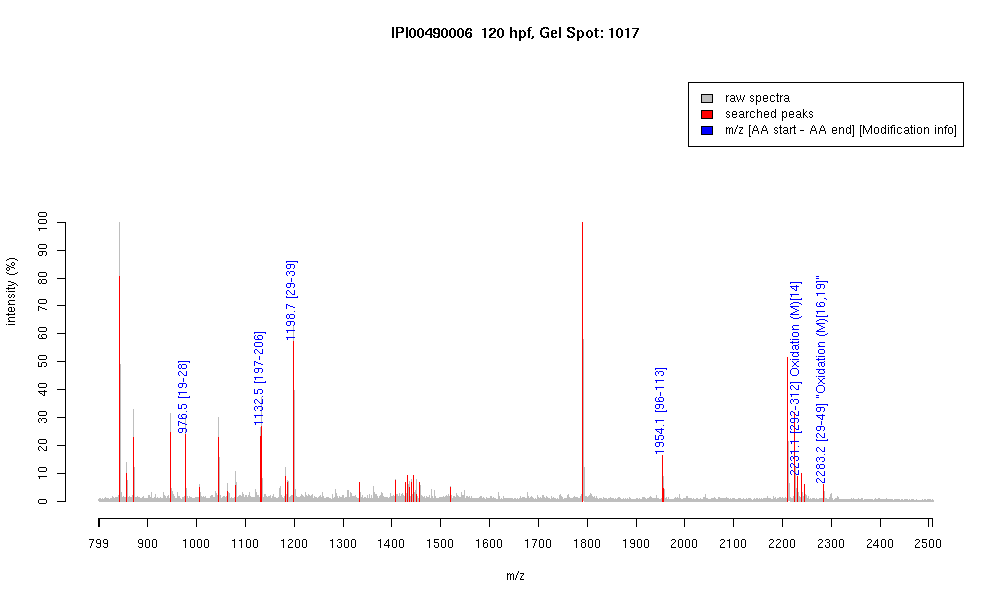 IPI00490006 120 hpf, Gel Spot: 1017
raw spectra
searched peaks
m/z [AA start - AA end] [Modification info]
intensity (%)
100
90
80
70
60
50
40
30
20
10
0
976.5 [19-28]
1132.5 [197-206]
1198.7 [29-39]
1954.1 [96-113]
2231.1 [292-312] Oxidation (M)[14]
2283.2 [29-49] "Oxidation (M)[16,19]"
799 900 1000 1100 1200 1300 1400 1500 1600 1700 1800 1900 2000 2100 2200 2300 2400 2500
m/z